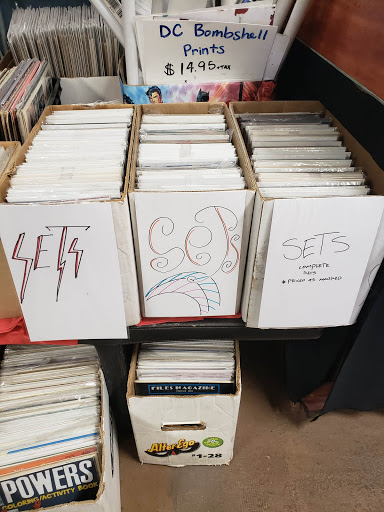 DC Bombshell
Prints
$14.95+TAX
SETS
SET
SETS
COMPLETE
SETS
* PRICED AS MARKED
FILES MAGAZINE
Alter Ego
#1-28
POWERS
COLORING/ACTIVITY BOOK